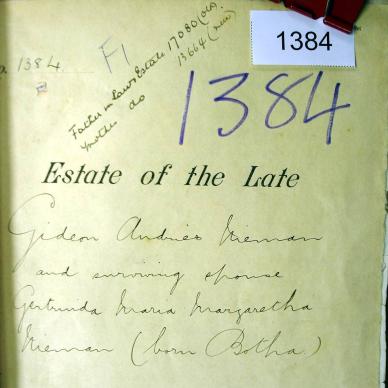 1384
1384.
F1
Father in Law's Estate 17080 (old)
13664 (new)
Mother do
1384
Estate of the Late
Gideon Andries Nieman
and surviving spouse
Gertruida Maria Margaretha
Nieman (born Botha.)